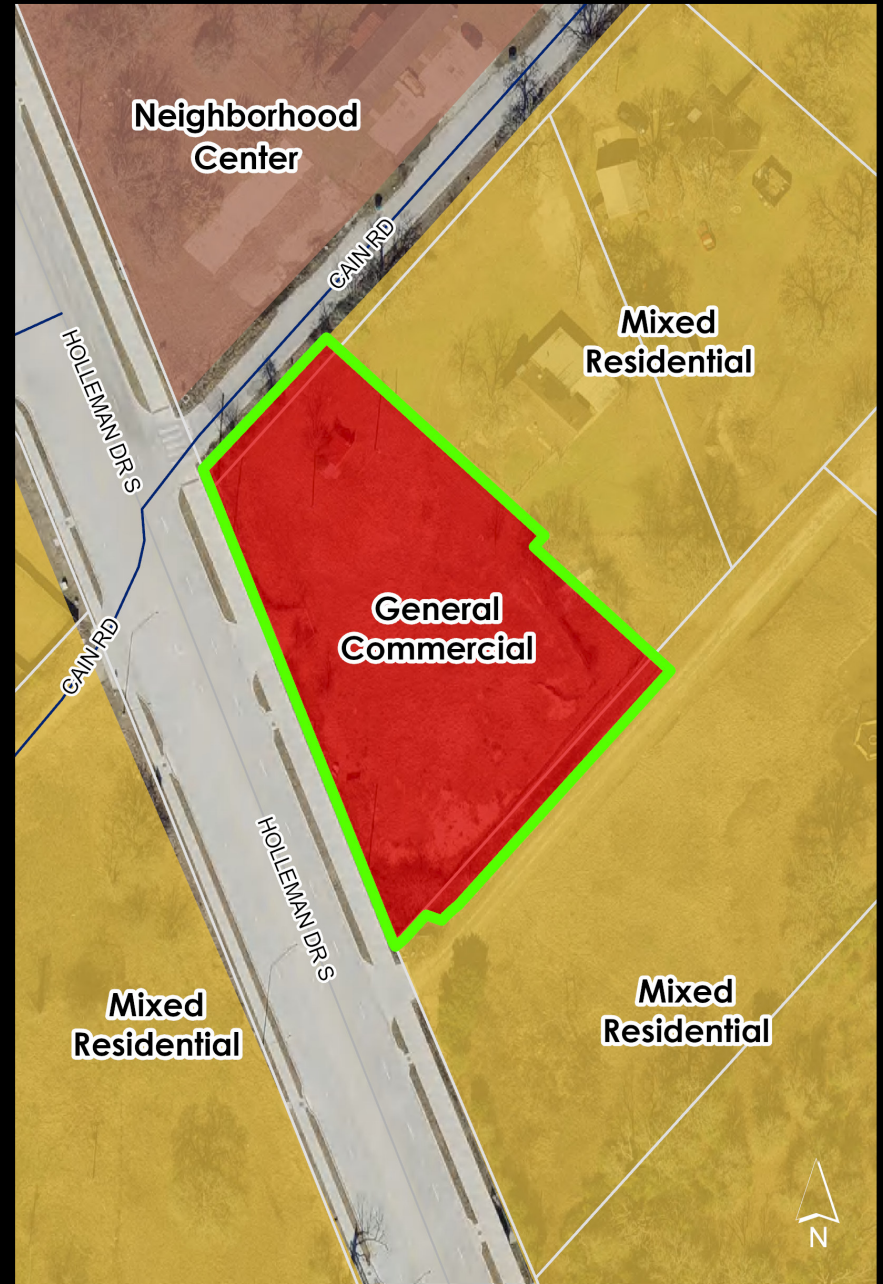 Neighborhood
Center
CAIN RD
HOLLEMAN DR S
Mixed
Residential
General
Commercial
CAIN RD
HOLLEMAN DR S
Mixed
Residential
Mixed
Residential
N